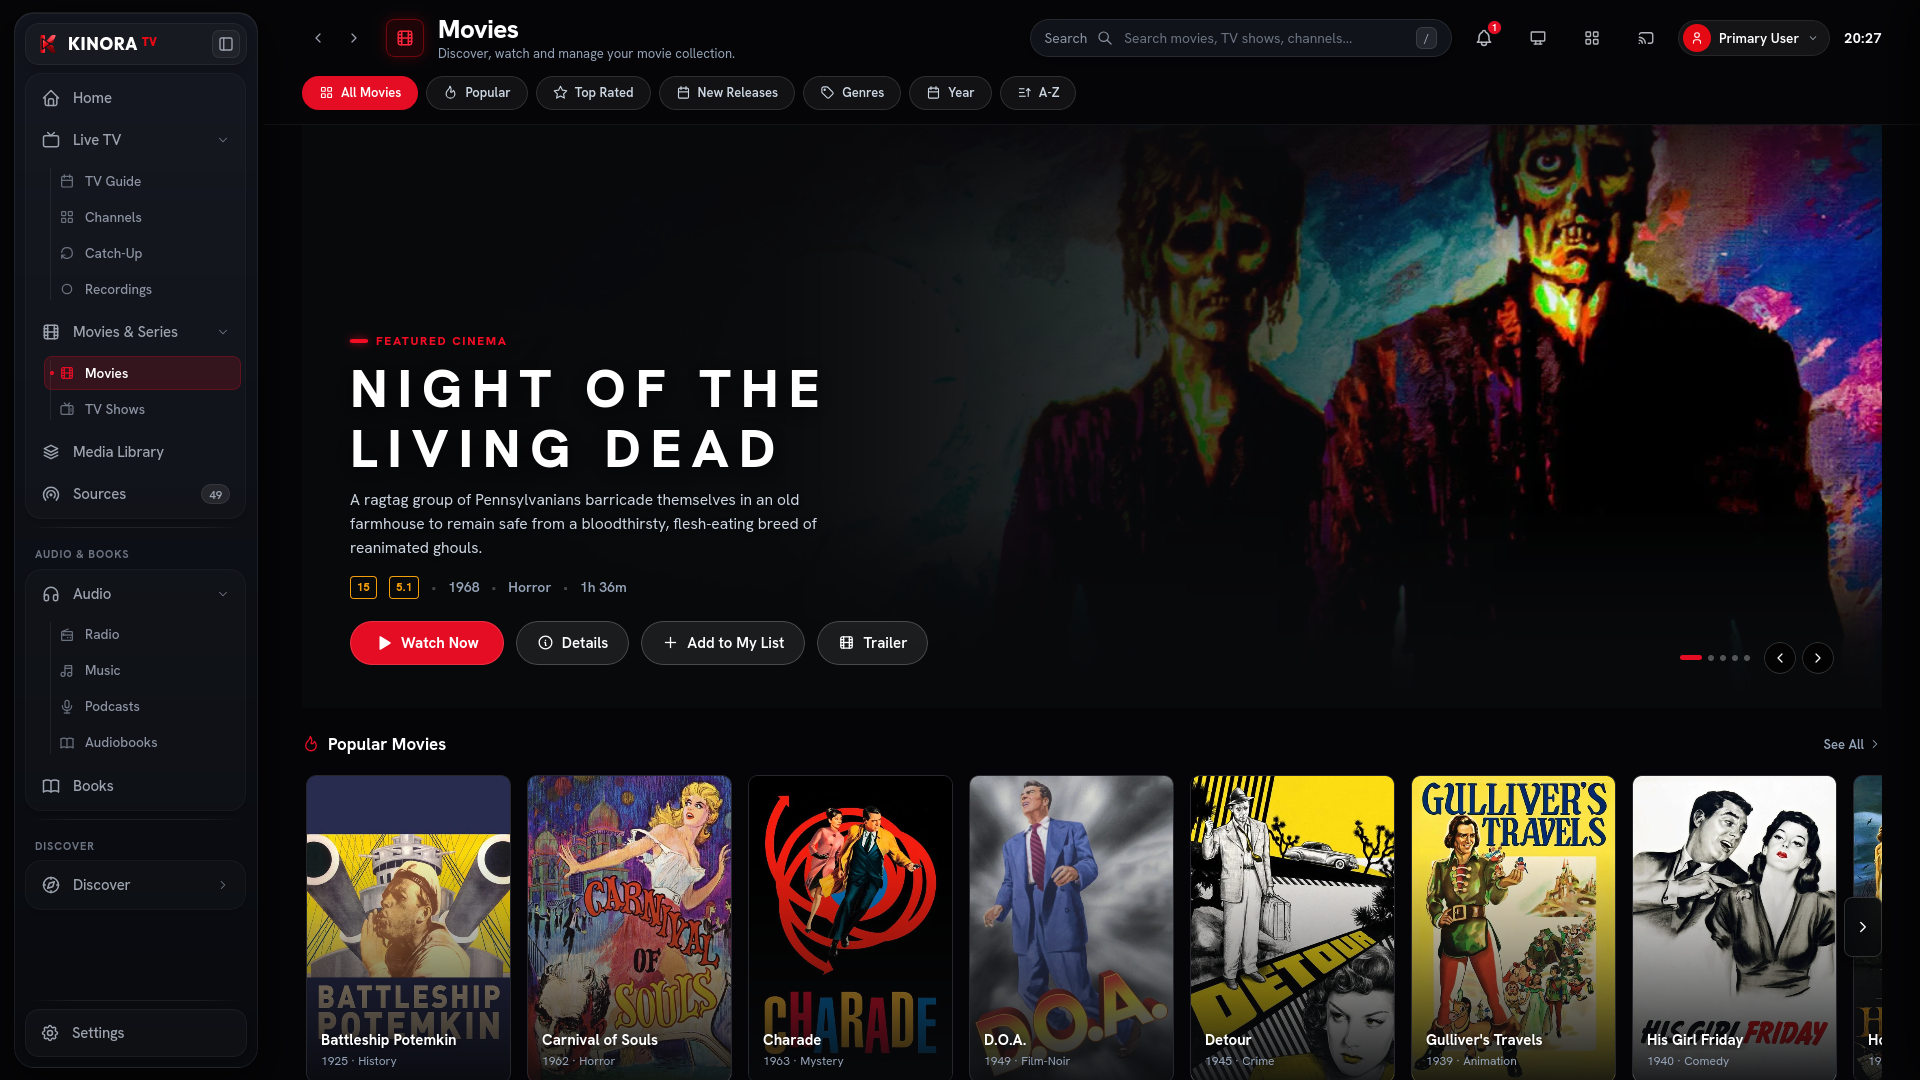 KINORA TV
Home
Live TV
TV Guide
Channels
Catch-Up
Recordings
Movies & Series
Movies
TV Shows
Media Library
Sources 49
AUDIO & BOOKS
Audio
Radio
Music
Podcasts
Audiobooks
Books
DISCOVER
Discover
Settings
Movies
Discover, watch and manage your movie collection.
Search Search movies, TV shows, channels... /
1
Primary User
20:27
All Movies
Popular
Top Rated
New Releases
Genres
Year
A-Z
FEATURED CINEMA
NIGHT OF THE
LIVING DEAD
A ragtag group of Pennsylvanians barricade themselves in an old
farmhouse to remain safe from a bloodthirsty, flesh-eating breed of
reanimated ghouls.
15 5.1 • 1968 • Horror • 1h 36m
Watch Now
Details
Add to My List
Trailer
Popular Movies
See All
BATTLESHIP
POTEMKIN
Battleship Potemkin
1925 · History
CARNIVAL
OF
SOULS
Carnival of Souls
1962 · Horror
CHARADE
Charade
1963 · Mystery
D.O.A.
D.O.A.
1949 · Film-Noir
DETOUR
Detour
1945 · Crime
GULLIVER'S
TRAVELS
Gulliver's Travels
1939 · Animation
HIS GIRL FRIDAY
His Girl Friday
1940 · Comedy